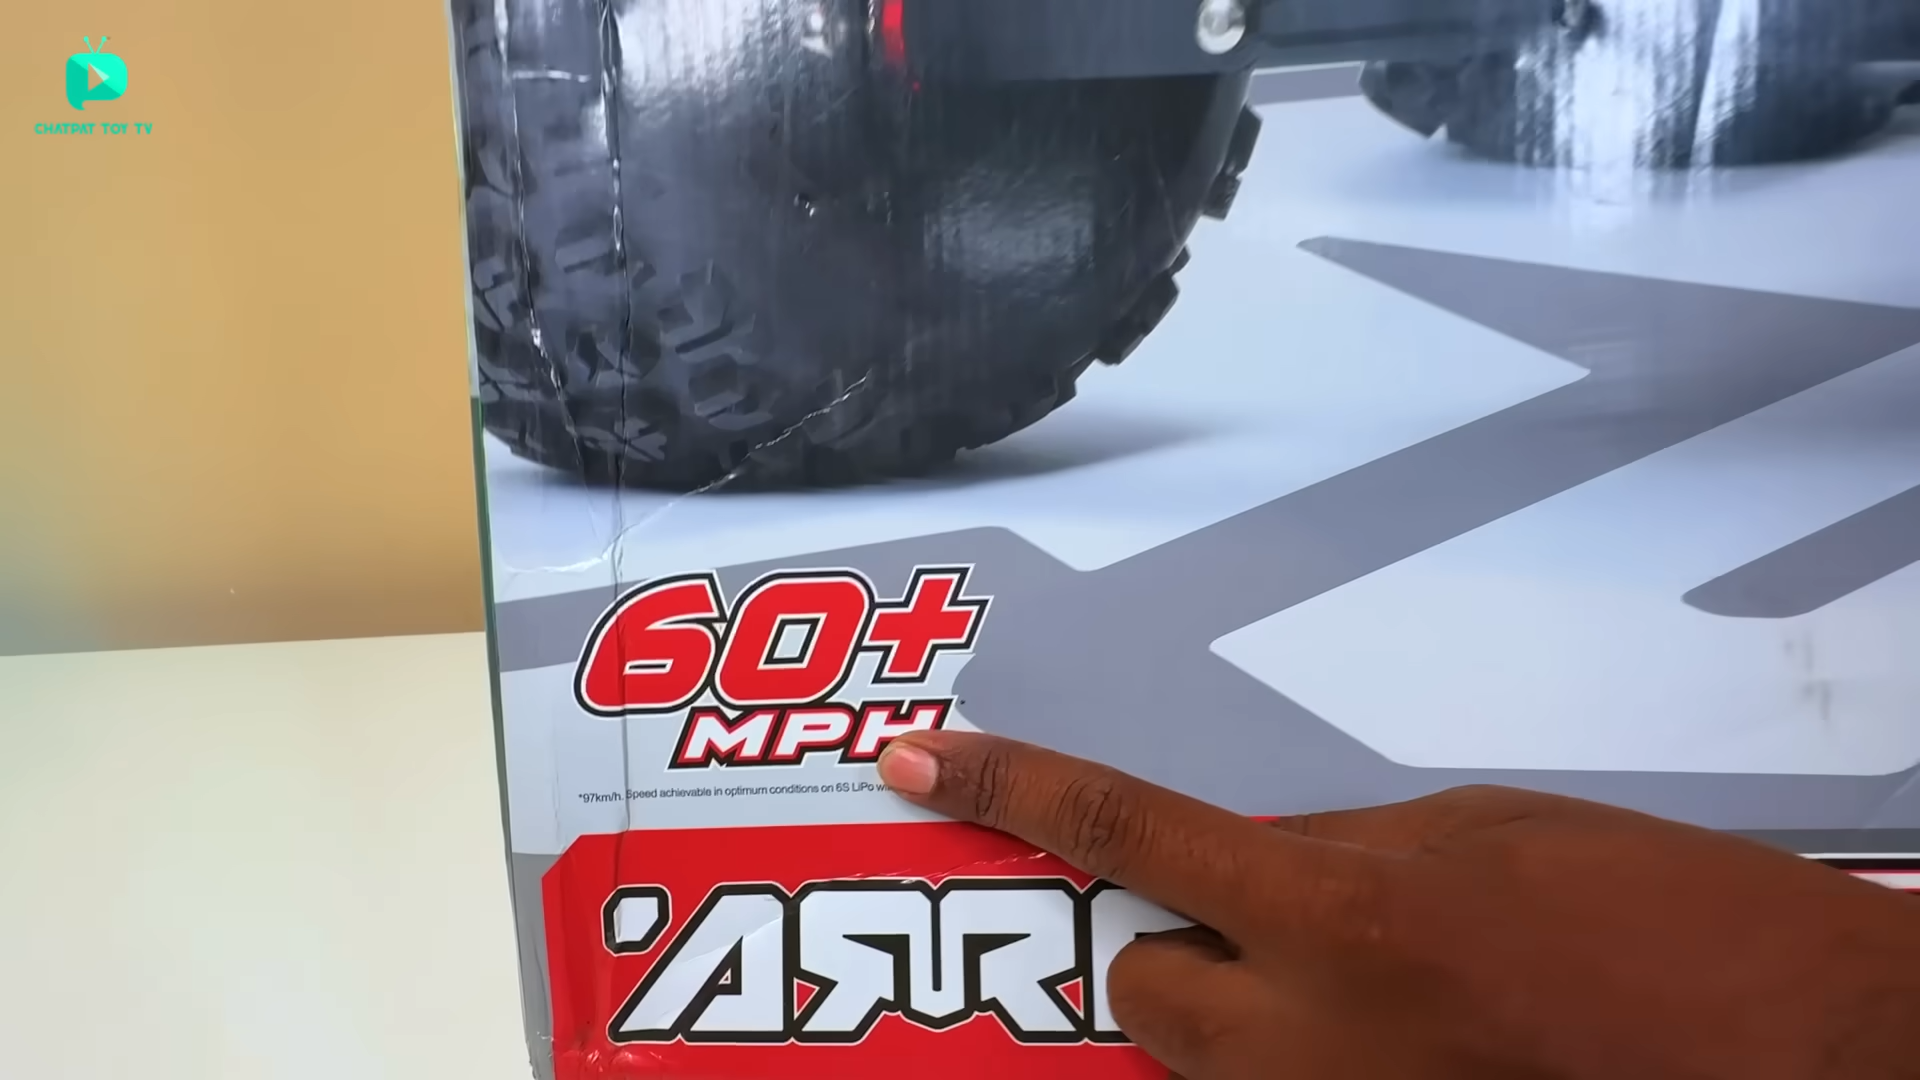 CHATPAT TOY TV
60+
MPH
*97km/h. Speed achievable in optimum conditions on 6S LiPo
ARR